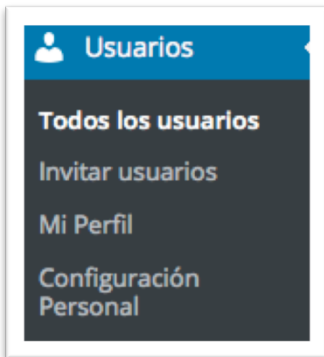 Usuarios
Todos los usuarios
Invitar usuarios
Mi Perfil
Configuración
Personal